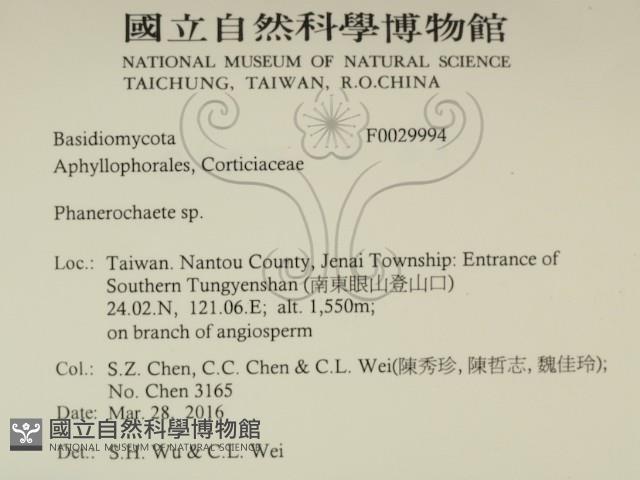 國立自然科學博物館
NATIONAL MUSEUM OF NATURAL SCIENCE
TAICHUNG, TAIWAN, R.O.CHINA
Basidiomycota F0029994
Aphyllophorales, Corticiaceae
Phanerochaete sp.
Loc.: Taiwan. Nantou County, Jenai Township: Entrance of
Southern Tungyenshan (南東眼山登山口)
24.02.N, 121.06.E; alt. 1,550m;
on branch of angiosperm
Col.: S.Z. Chen, C.C. Chen & C.L. Wei(陳秀珍, 陳哲志, 魏佳玲);
No. Chen 3165
Date: Mar. 28, 2016
國立自然科學博物館
NATIONAL MUSEUM OF NATURAL SCIENCE
Det.: S.H. Wu & C.L. Wei